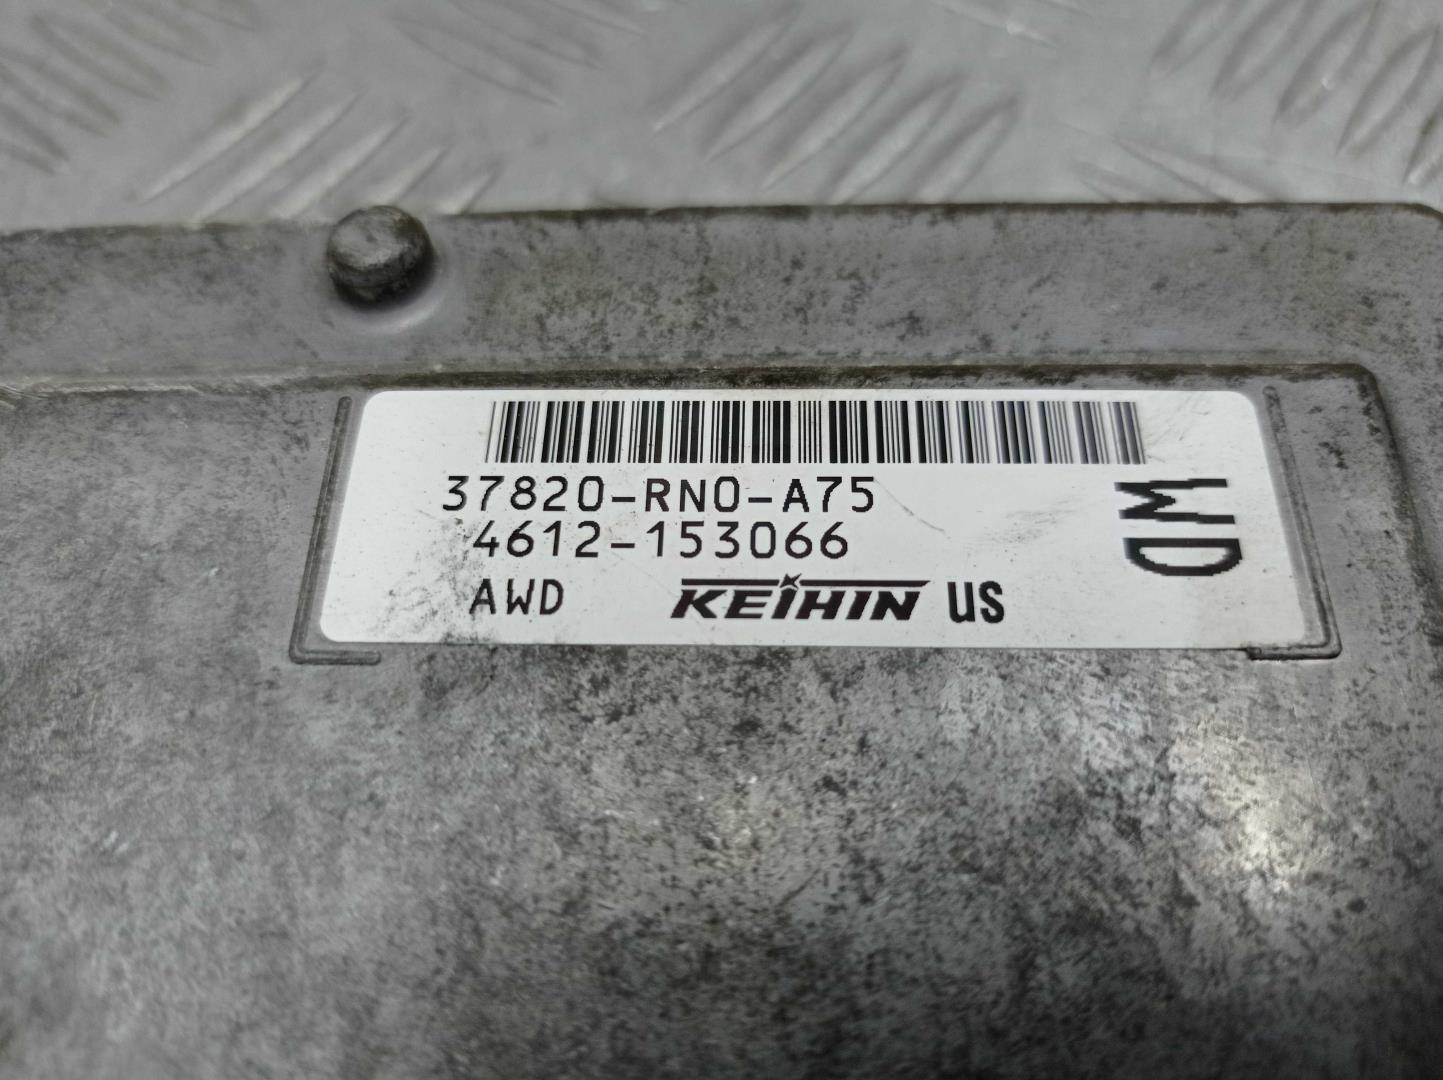 37820-RN0-A75
4612-153066
AWD KEIHIN US
WD